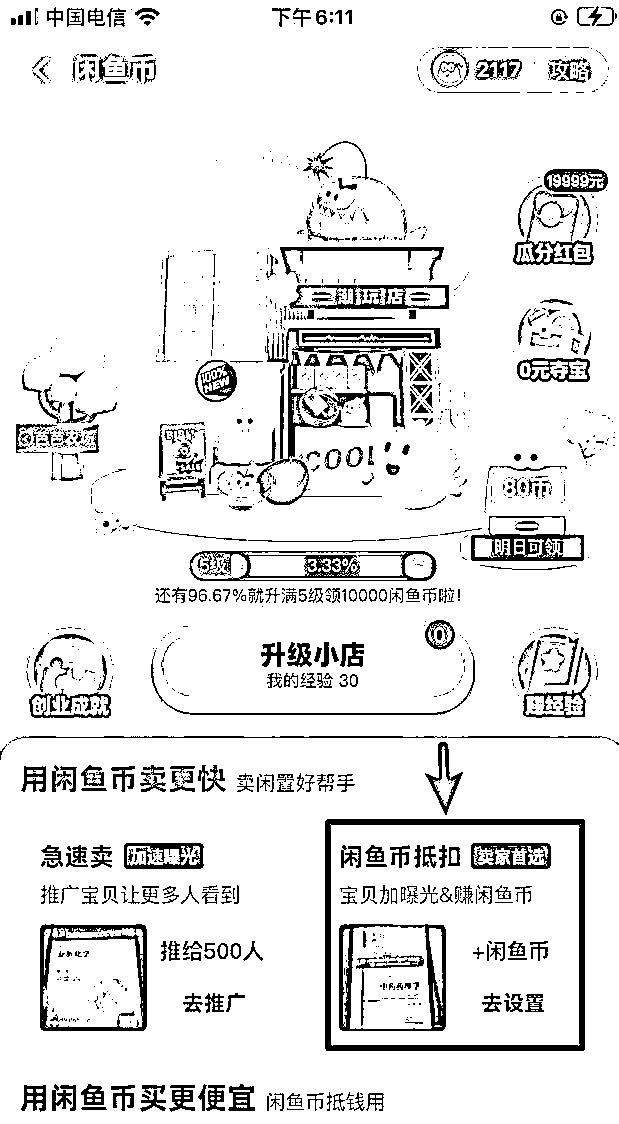 中国电信 下午6:11
闲鱼币 2117 攻略
19999元
瓜分红包
潮玩店
0元夺宝
100%
NEW
COOL
80币
明日可领
5级 3.33%
还有96.67%就升满5级领10000闲鱼币啦!
0
升级小店
我的经验 30
创业成就
赚经验
用闲鱼币卖更快 卖闲置好帮手
急速卖 加速曝光
推广宝贝让更多人看到
推给500人
去推广
闲鱼币抵扣 卖家首选
宝贝加曝光&赚闲鱼币
+闲鱼币
去设置
用闲鱼币买更便宜 闲鱼币抵钱用